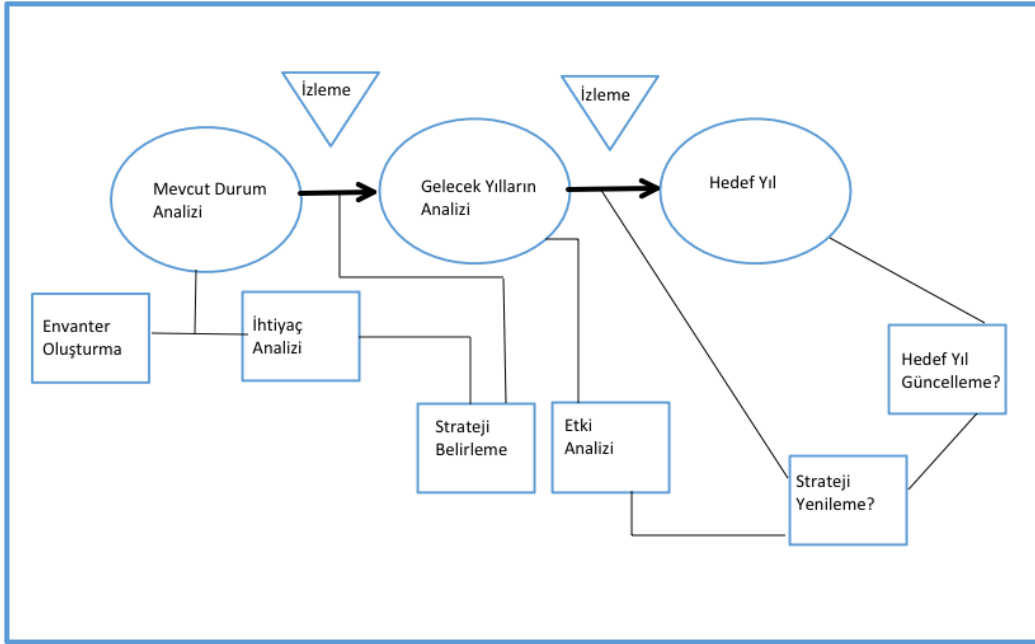 İzleme
İzleme
Mevcut Durum
Analizi
Gelecek Yılların
Analizi
Hedef Yıl
Envanter
Oluşturma
İhtiyaç
Analizi
Hedef Yıl
Güncelleme?
Strateji
Belirleme
Etki
Analizi
Strateji
Yenileme?